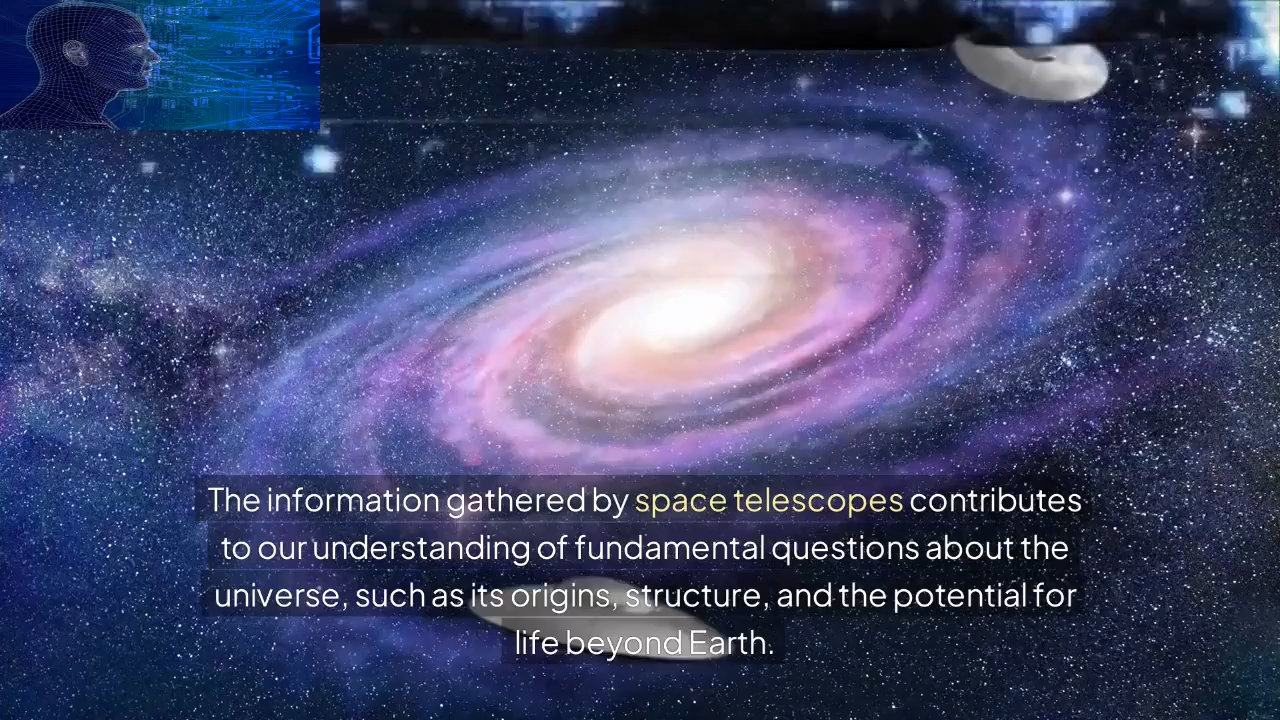 The information gathered by space telescopes contributes
to our understanding of fundamental questions about the
universe, such as its origins, structure, and the potential for
life beyond Earth.